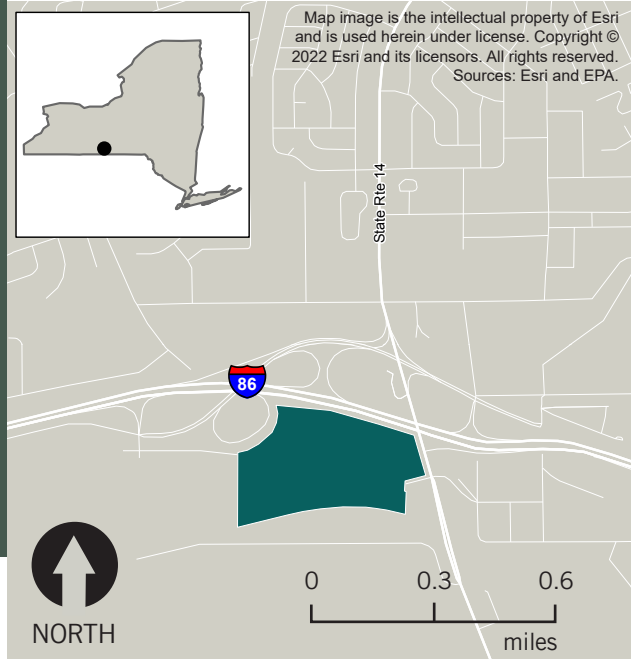 Map image is the intellectual property of Esri
and is used herein under license. Copyright ©
2022 Esri and its licensors. All rights reserved.
Sources: Esri and EPA.
State Rte 14
86
NORTH
0 0.3 0.6
miles